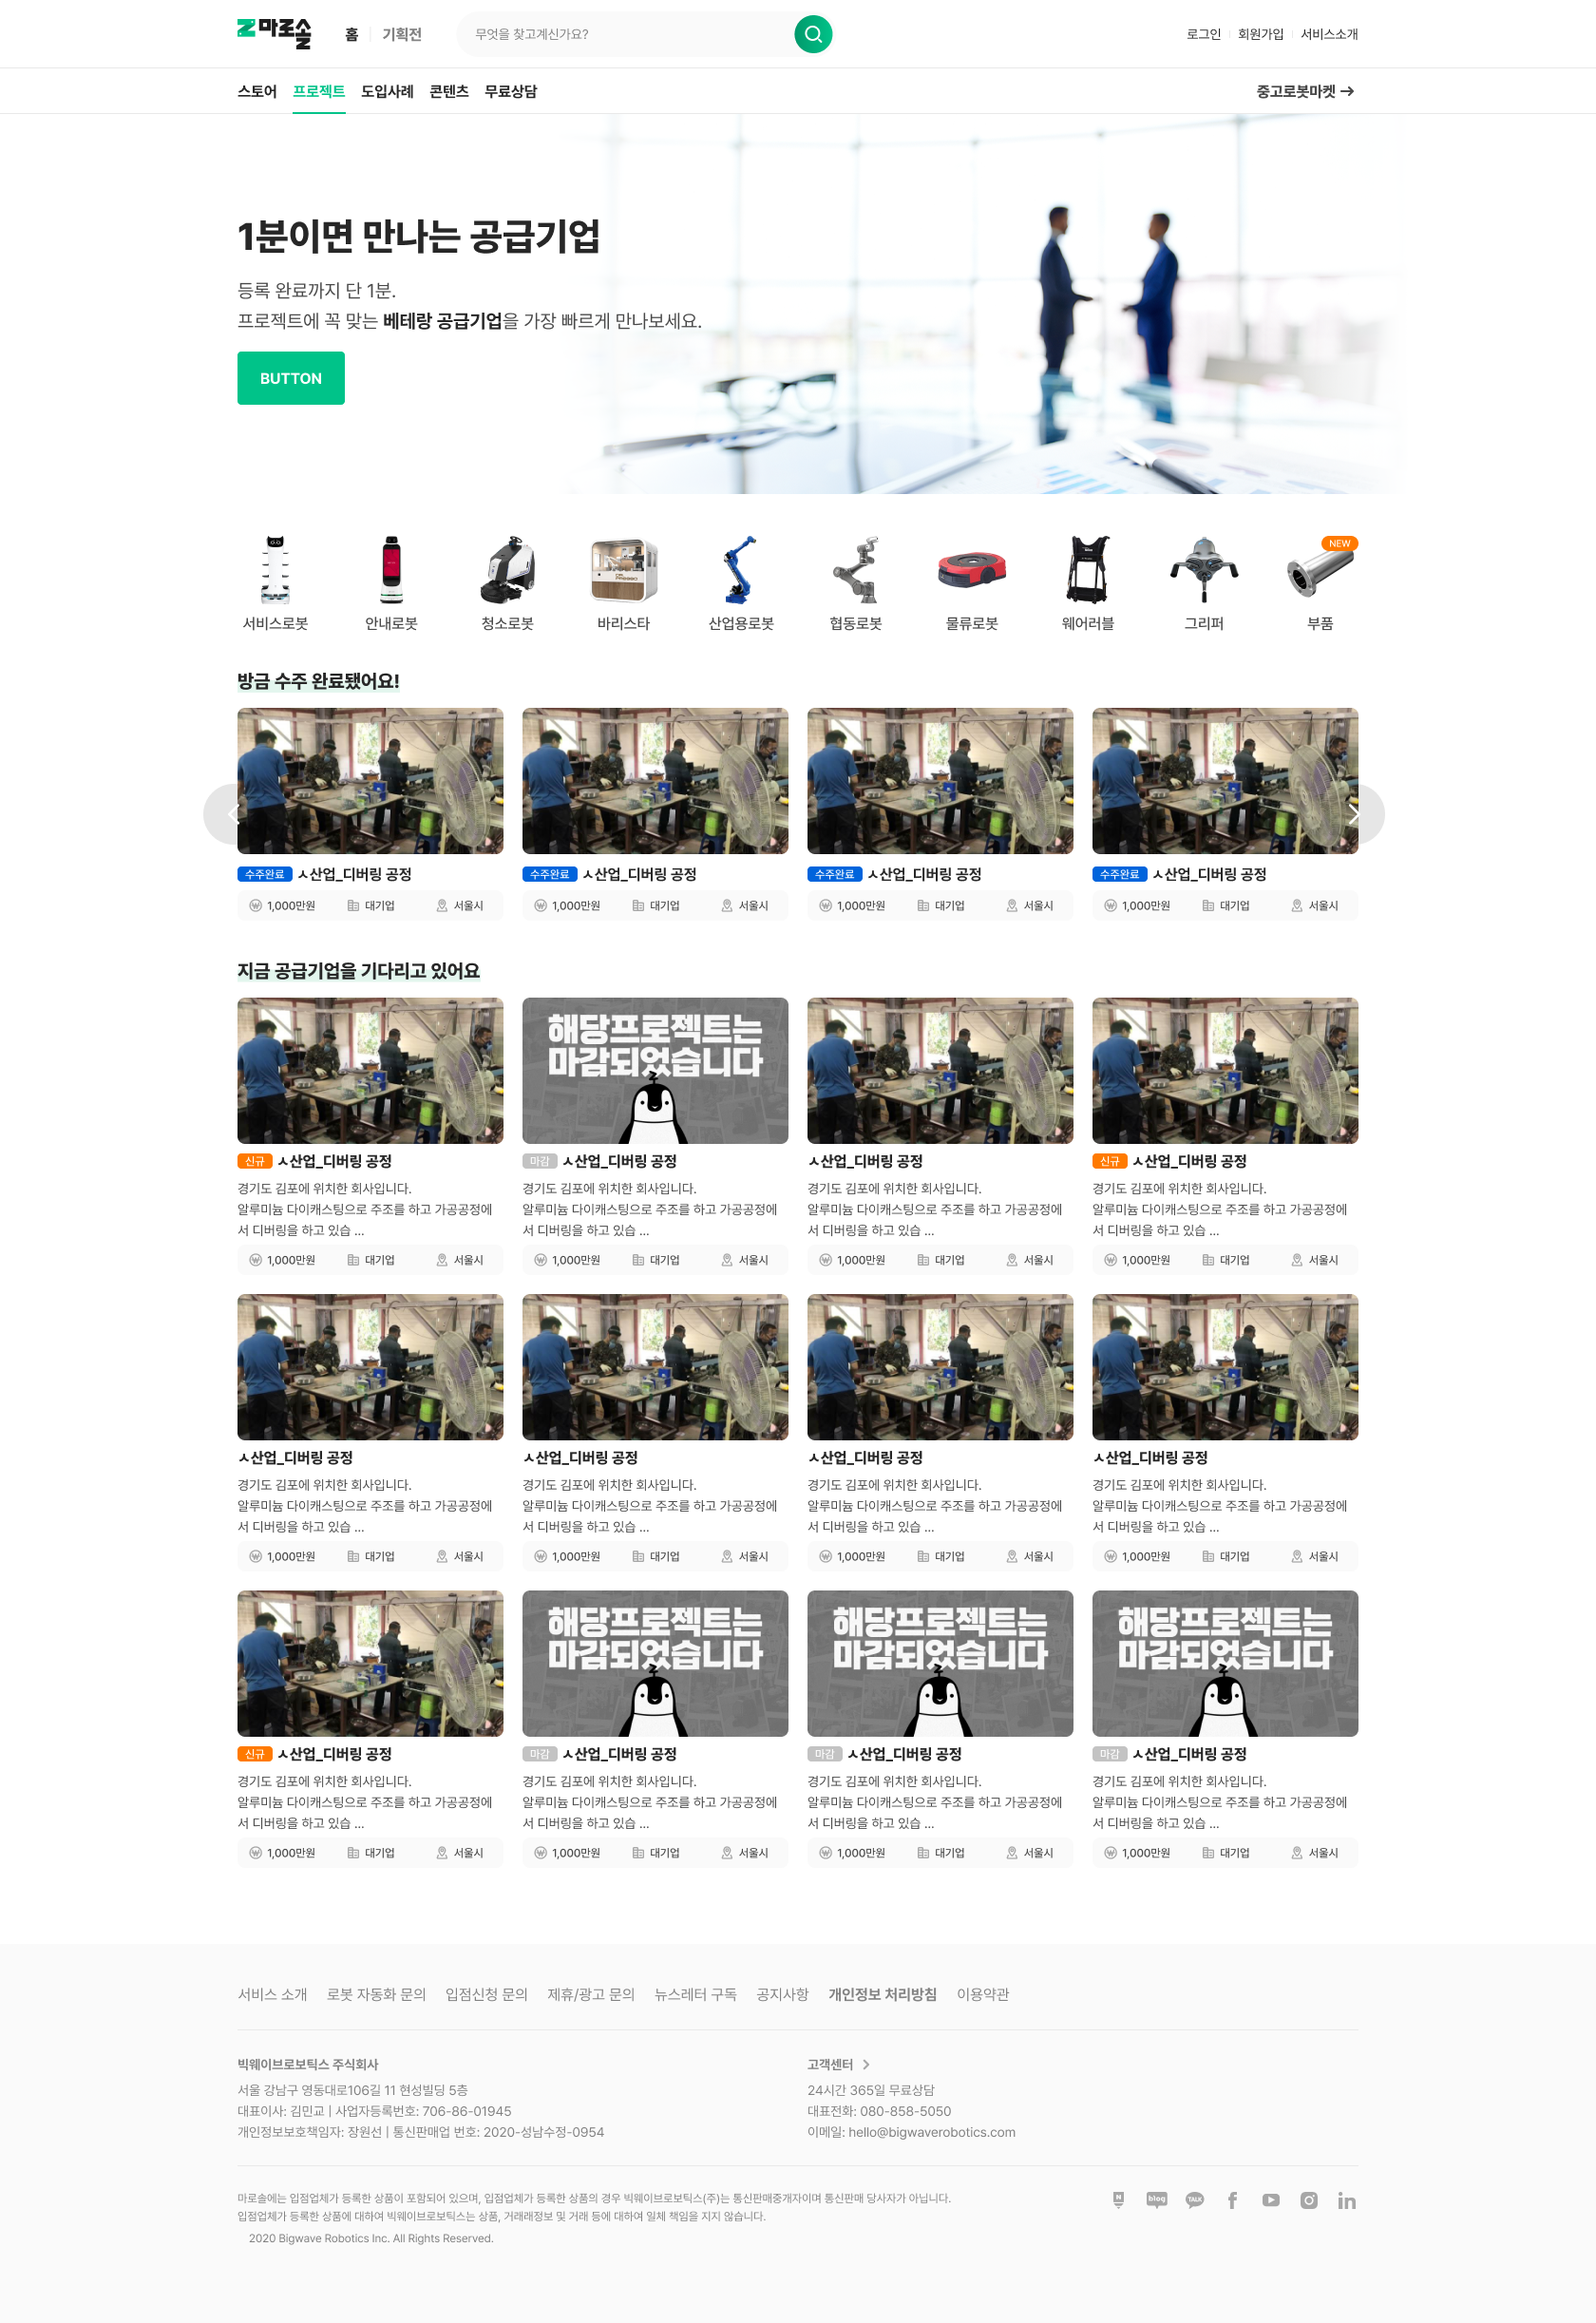 마로솔
홈 기획전 무엇을 찾고계신가요? 로그인 회원가입 서비스소개
스토어 프로젝트 도입사례 콘텐츠 무료상담 중고로봇마켓
1분이면 만나는 공급기업
등록 완료까지 단 1분.
프로젝트에 꼭 맞는 베테랑 공급기업을 가장 빠르게 만나보세요.
BUTTON
NEW
서비스로봇 안내로봇 청소로봇 바리스타 산업용로봇 협동로봇 물류로봇 웨어러블 그리퍼 부품
방금 수주 완료됐어요!
수주완료 ㅅ산업_디버링 공정 수주완료 ㅅ산업_디버링 공정 수주완료 ㅅ산업_디버링 공정 수주완료 ㅅ산업_디버링 공정
1,000만원 대기업 서울시 1,000만원 대기업 서울시 1,000만원 대기업 서울시 1,000만원 대기업 서울시
지금 공급기업을 기다리고 있어요
해당프로젝트는
마감되었습니다
신규 ㅅ산업_디버링 공정 마감 ㅅ산업_디버링 공정 ㅅ산업_디버링 공정 신규 ㅅ산업_디버링 공정
경기도 김포에 위치한 회사입니다. 경기도 김포에 위치한 회사입니다. 경기도 김포에 위치한 회사입니다. 경기도 김포에 위치한 회사입니다.
알루미늄 다이캐스팅으로 주조를 하고 가공공정에 알루미늄 다이캐스팅으로 주조를 하고 가공공정에 알루미늄 다이캐스팅으로 주조를 하고 가공공정에 알루미늄 다이캐스팅으로 주조를 하고 가공공정에
서 디버링을 하고 있습 ... 서 디버링을 하고 있습 ... 서 디버링을 하고 있습 ... 서 디버링을 하고 있습 ...
1,000만원 대기업 서울시 1,000만원 대기업 서울시 1,000만원 대기업 서울시 1,000만원 대기업 서울시
ㅅ산업_디버링 공정 ㅅ산업_디버링 공정 ㅅ산업_디버링 공정 ㅅ산업_디버링 공정
경기도 김포에 위치한 회사입니다. 경기도 김포에 위치한 회사입니다. 경기도 김포에 위치한 회사입니다. 경기도 김포에 위치한 회사입니다.
알루미늄 다이캐스팅으로 주조를 하고 가공공정에 알루미늄 다이캐스팅으로 주조를 하고 가공공정에 알루미늄 다이캐스팅으로 주조를 하고 가공공정에 알루미늄 다이캐스팅으로 주조를 하고 가공공정에
서 디버링을 하고 있습 ... 서 디버링을 하고 있습 ... 서 디버링을 하고 있습 ... 서 디버링을 하고 있습 ...
1,000만원 대기업 서울시 1,000만원 대기업 서울시 1,000만원 대기업 서울시 1,000만원 대기업 서울시
해당프로젝트는 해당프로젝트는 해당프로젝트는
마감되었습니다 마감되었습니다 마감되었습니다
신규 ㅅ산업_디버링 공정 마감 ㅅ산업_디버링 공정 마감 ㅅ산업_디버링 공정 마감 ㅅ산업_디버링 공정
경기도 김포에 위치한 회사입니다. 경기도 김포에 위치한 회사입니다. 경기도 김포에 위치한 회사입니다. 경기도 김포에 위치한 회사입니다.
알루미늄 다이캐스팅으로 주조를 하고 가공공정에 알루미늄 다이캐스팅으로 주조를 하고 가공공정에 알루미늄 다이캐스팅으로 주조를 하고 가공공정에 알루미늄 다이캐스팅으로 주조를 하고 가공공정에
서 디버링을 하고 있습 ... 서 디버링을 하고 있습 ... 서 디버링을 하고 있습 ... 서 디버링을 하고 있습 ...
1,000만원 대기업 서울시 1,000만원 대기업 서울시 1,000만원 대기업 서울시 1,000만원 대기업 서울시
서비스 소개 로봇 자동화 문의 입점신청 문의 제휴/광고 문의 뉴스레터 구독 공지사항 개인정보 처리방침 이용약관
빅웨이브로보틱스 주식회사 고객센터
서울 강남구 영동대로106길 11 현성빌딩 5층 24시간 365일 무료상담
대표이사: 김민교 | 사업자등록번호: 706-86-01945 대표전화: 080-858-5050
개인정보보호책임자: 장원선 | 통신판매업 번호: 2020-성남수정-0954 이메일: hello@bigwaverobotics.com
마로솔에는 입점업체가 등록한 상품이 포함되어 있으며, 입점업체가 등록한 상품의 경우 빅웨이브로보틱스(주)는 통신판매중개자이며 통신판매 당사자가 아닙니다.
blog TALK
입점업체가 등록한 상품에 대하여 빅웨이브로보틱스는 상품, 거래래정보 및 거래 등에 대하여 일체 책임을 지지 않습니다.
2020 Bigwave Robotics Inc. All Rights Reserved.